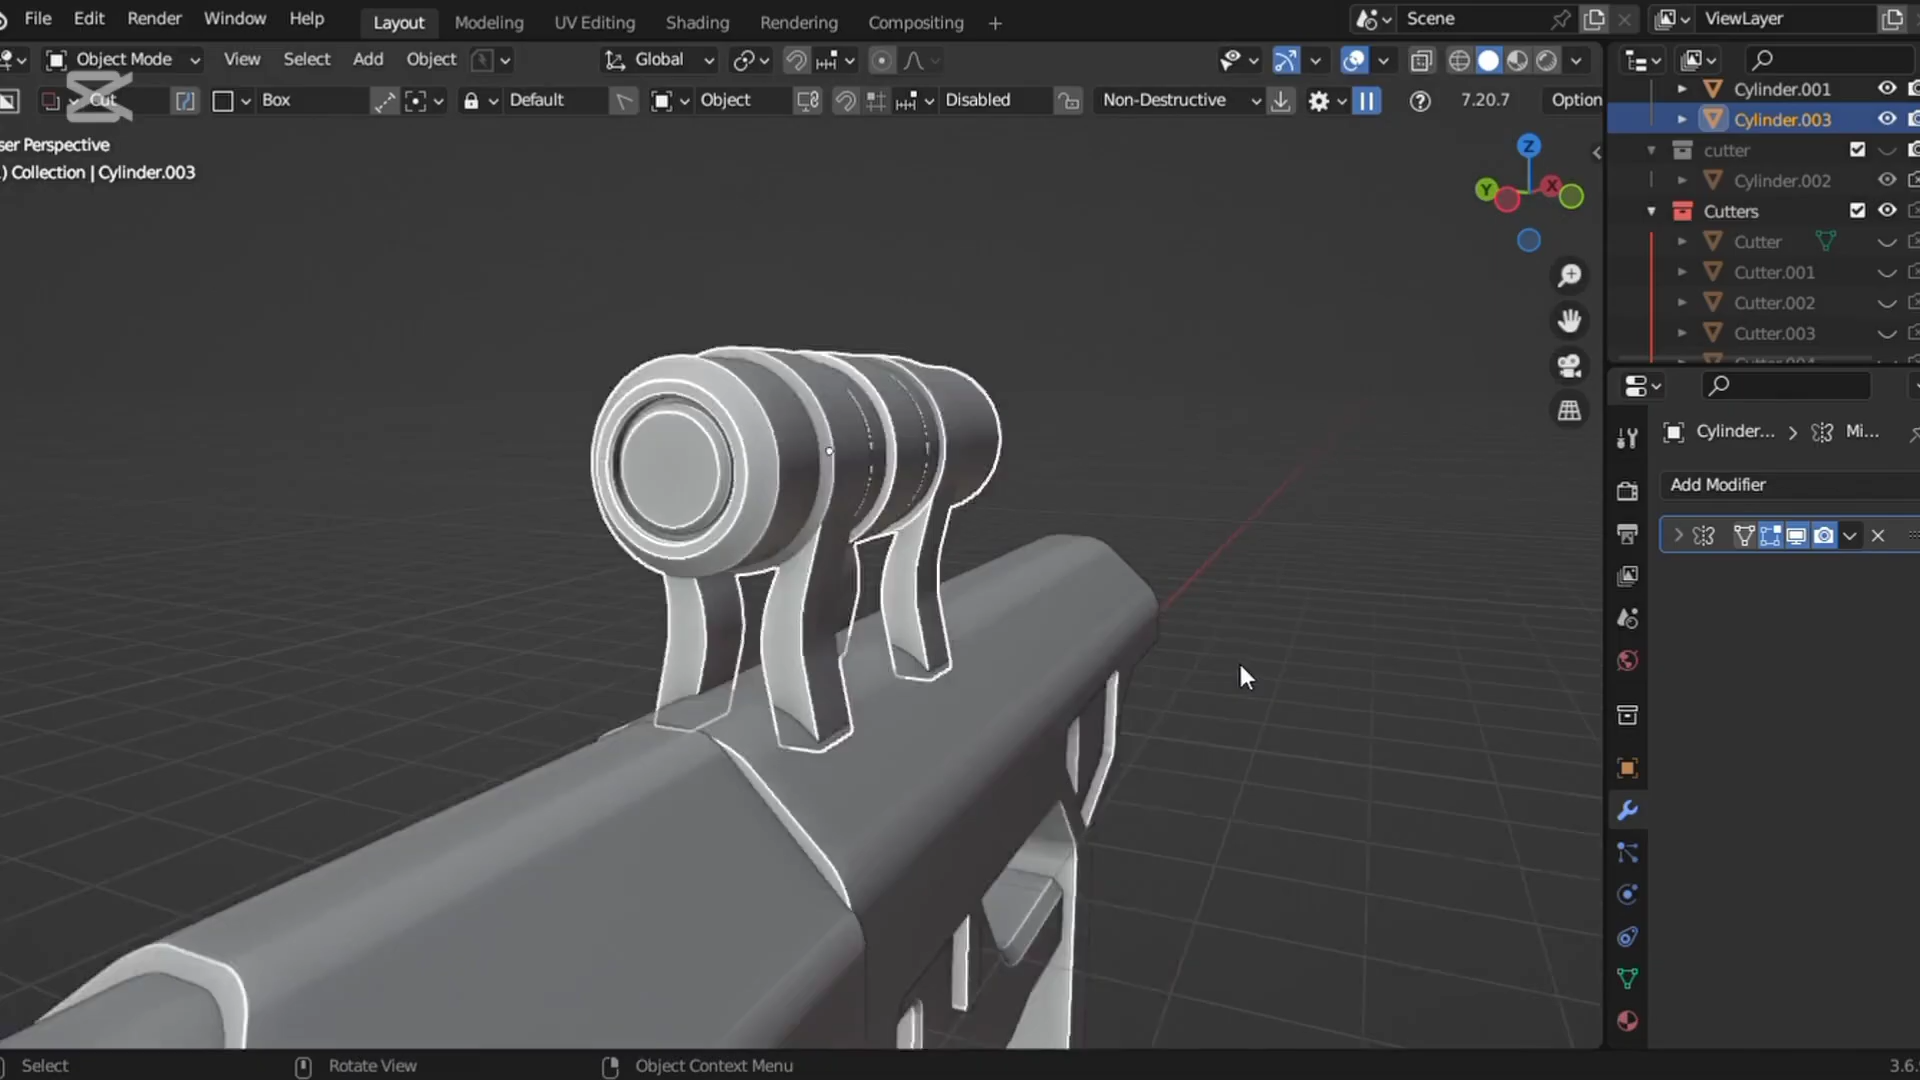 File Edit Render Window Help Layout Modeling UV Editing Shading Rendering Compositing + Scene ViewLayer
Object Mode View Select Add Object Global
Cut Box Default Object Disabled Non-Destructive 7.20.7 Option
ser Perspective
) Collection | Cylinder.003
Z
Y
X
Cylinder.001
Cylinder.003
cutter
Cylinder.002
Cutters
Cutter
Cutter.001
Cutter.002
Cutter.003
Cutter.004
Cylinder... Mi...
Add Modifier
Select Rotate View Object Context Menu 3.6.